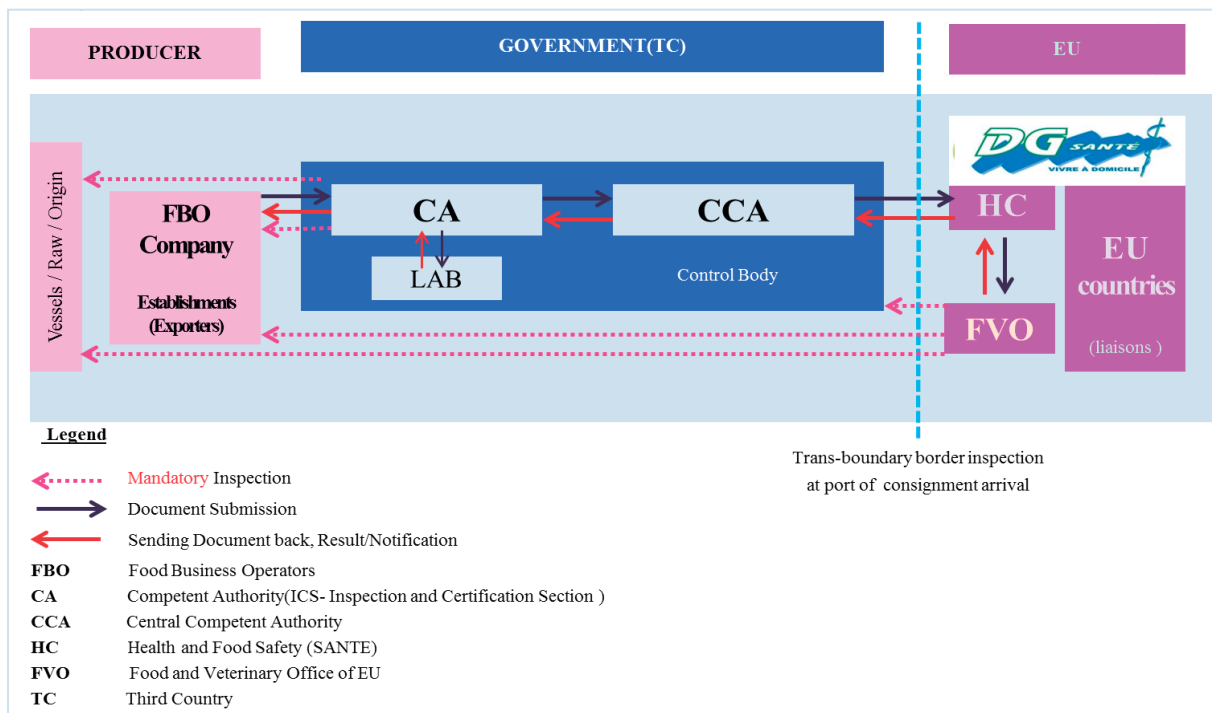 PRODUCER
GOVERNMENT(TC)
EU
DG SANTÉ
VIVRE A DOMICILE
Vessels / Raw / Origin
FBO
Company
Establishments
(Exporters)
CA
LAB
CCA
Control Body
HC
FVO
EU
countries
(liaisons )
Legend
Trans-boundary border inspection
at port of consignment arrival
Mandatory Inspection
Document Submission
Sending Document back, Result/Notification
FBO Food Business Operators
CA Competent Authority(ICS- Inspection and Certification Section )
CCA Central Competent Authority
HC Health and Food Safety (SANTE)
FVO Food and Veterinary Office of EU
TC Third Country